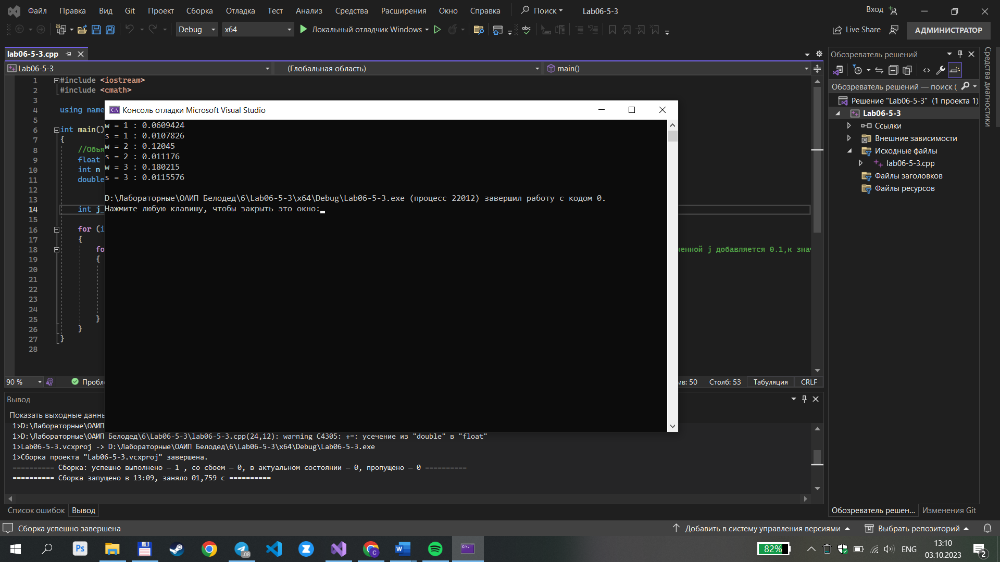 Файл Правка Вид Git Проект Сборка Отладка Тест Анализ Средства Расширения Окно Справка Поиск Lab06-5-3 Вход
Debug x64 Локальный отладчик Windows Live Share АДМИНИСТРАТОР
lab06-5-3.cpp
Lab06-5-3 (Глобальная область) main()
1 #include <iostream>
2 #include <cmath>
3
4 using name
5
6 int main()
7 {
8 //Объя
9 float
10 int n
11 double
12
13
14 int j_
15
16 for (i
17 {
18 fo менной j добавляется 0.1,к знач
19 {
20
21
22
23
24
25 }
26 }
27 }
28
Консоль отладки Microsoft Visual Studio
w = 1 : 0.0609424
s = 1 : 0.0107826
w = 2 : 0.12045
s = 2 : 0.011176
w = 3 : 0.180215
s = 3 : 0.0115576
D:\Лабораторные\ОАИП Белодед\6\Lab06-5-3\x64\Debug\Lab06-5-3.exe (процесс 22012) завершил работу с кодом 0.
Нажмите любую клавишу, чтобы закрыть это окно:
90 % Пробл мв: 50 Столб: 53 Табуляция CRLF
Вывод
Показать выходные данны
1>D:\Лабораторные\ОАИП
1>D:\Лабораторные\ОАИП Белодед\6\Lab06-5-3\lab06-5-3.cpp(24,12): warning C4305: +=: усечение из "double" в "float"
1>Lab06-5-3.vcxproj -> D:\Лабораторные\ОАИП Белодед\6\Lab06-5-3\x64\Debug\Lab06-5-3.exe
1>Сборка проекта "Lab06-5-3.vcxproj" завершена.
========== Сборка: успешно выполнено — 1 , со сбоем — 0, в актуальном состоянии — 0, пропущено — 0 ==========
========== Сборка запущено в 13:09, заняло 01,759 с ==========
Список ошибок Вывод
Обозреватель решений
Обозреватель решений — поиск (
Решение "Lab06-5-3" (1 проекта 1)
Lab06-5-3
Ссылки
Внешние зависимости
Исходные файлы
lab06-5-3.cpp
Файлы заголовков
Файлы ресурсов
Обозреватель решен... Изменения Git
Средства диагностики
Сборка успешно завершена Добавить в систему управления версиями Выбрать репозиторий
Ps ..08 82% ENG 13:10
03.10.2023 2